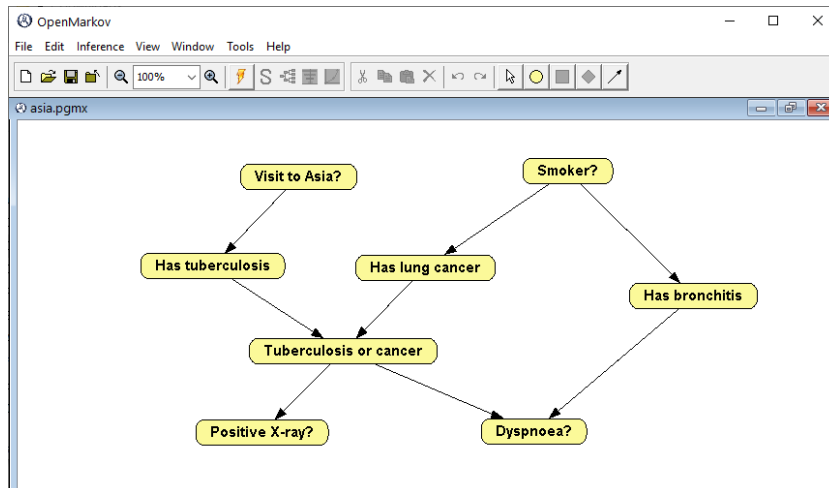 OpenMarkov
File Edit Inference View Window Tools Help
100%
asia.pgmx
Visit to Asia?
Smoker?
Has tuberculosis
Has lung cancer
Has bronchitis
Tuberculosis or cancer
Positive X-ray?
Dyspnoea?